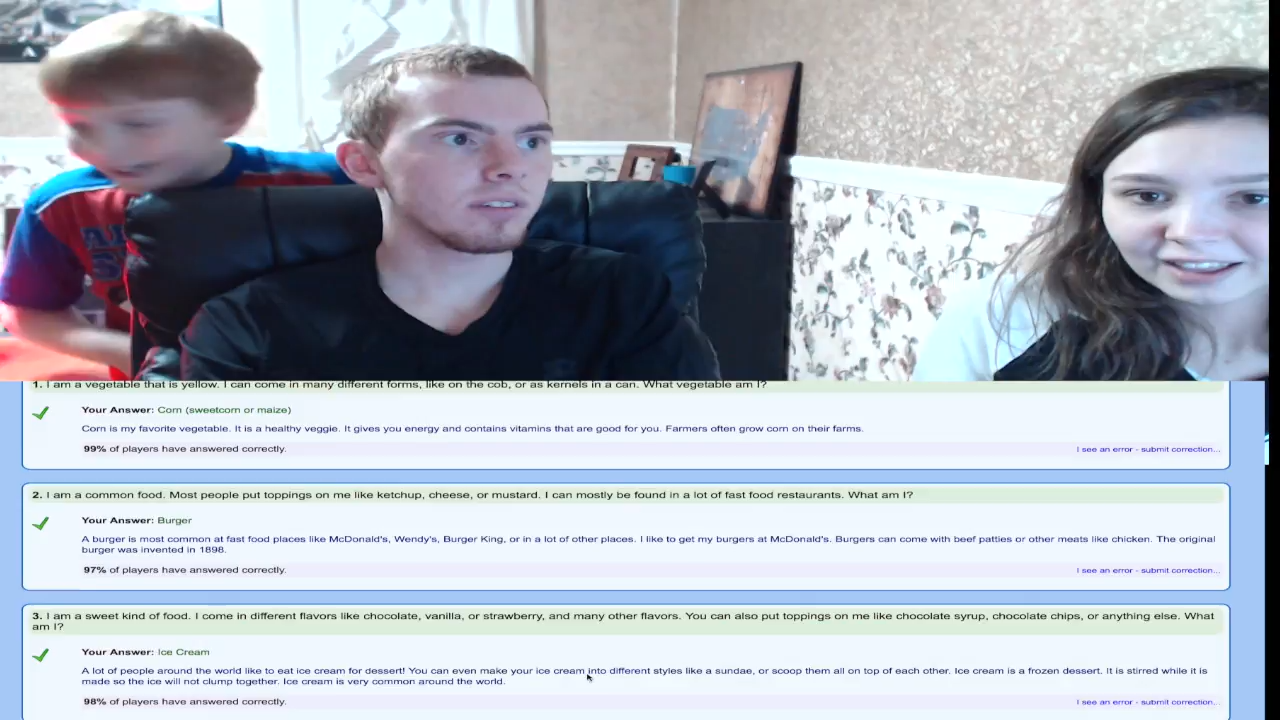 1. I am a vegetable that is yellow. I can come in many different forms, like on the cob, or as kernels in a can. What vegetable am I?
Your Answer: Corn (sweetcorn or maize)
Corn is my favorite vegetable. It is a healthy veggie. It gives you energy and contains vitamins that are good for you. Farmers often grow corn on their farms.
99% of players have answered correctly.
I see an error - submit correction...
2. I am a common food. Most people put toppings on me like ketchup, cheese, or mustard. I can mostly be found in a lot of fast food restaurants. What am I?
Your Answer: Burger
A burger is most common at fast food places like McDonald's, Wendy's, Burger King, or in a lot of other places. I like to get my burgers at McDonald's. Burgers can come with beef patties or other meats like chicken. The original
burger was invented in 1898.
97% of players have answered correctly.
I see an error - submit correction...
3. I am a sweet kind of food. I come in different flavors like chocolate, vanilla, or strawberry, and many other flavors. You can also put toppings on me like chocolate syrup, chocolate chips, or anything else. What
am I?
Your Answer: Ice Cream
A lot of people around the world like to eat ice cream for dessert! You can even make your ice cream into different styles like a sundae, or scoop them all on top of each other. Ice cream is a frozen dessert. It is stirred while it is
made so the ice will not clump together. Ice cream is very common around the world.
98% of players have answered correctly.
I see an error - submit correction...